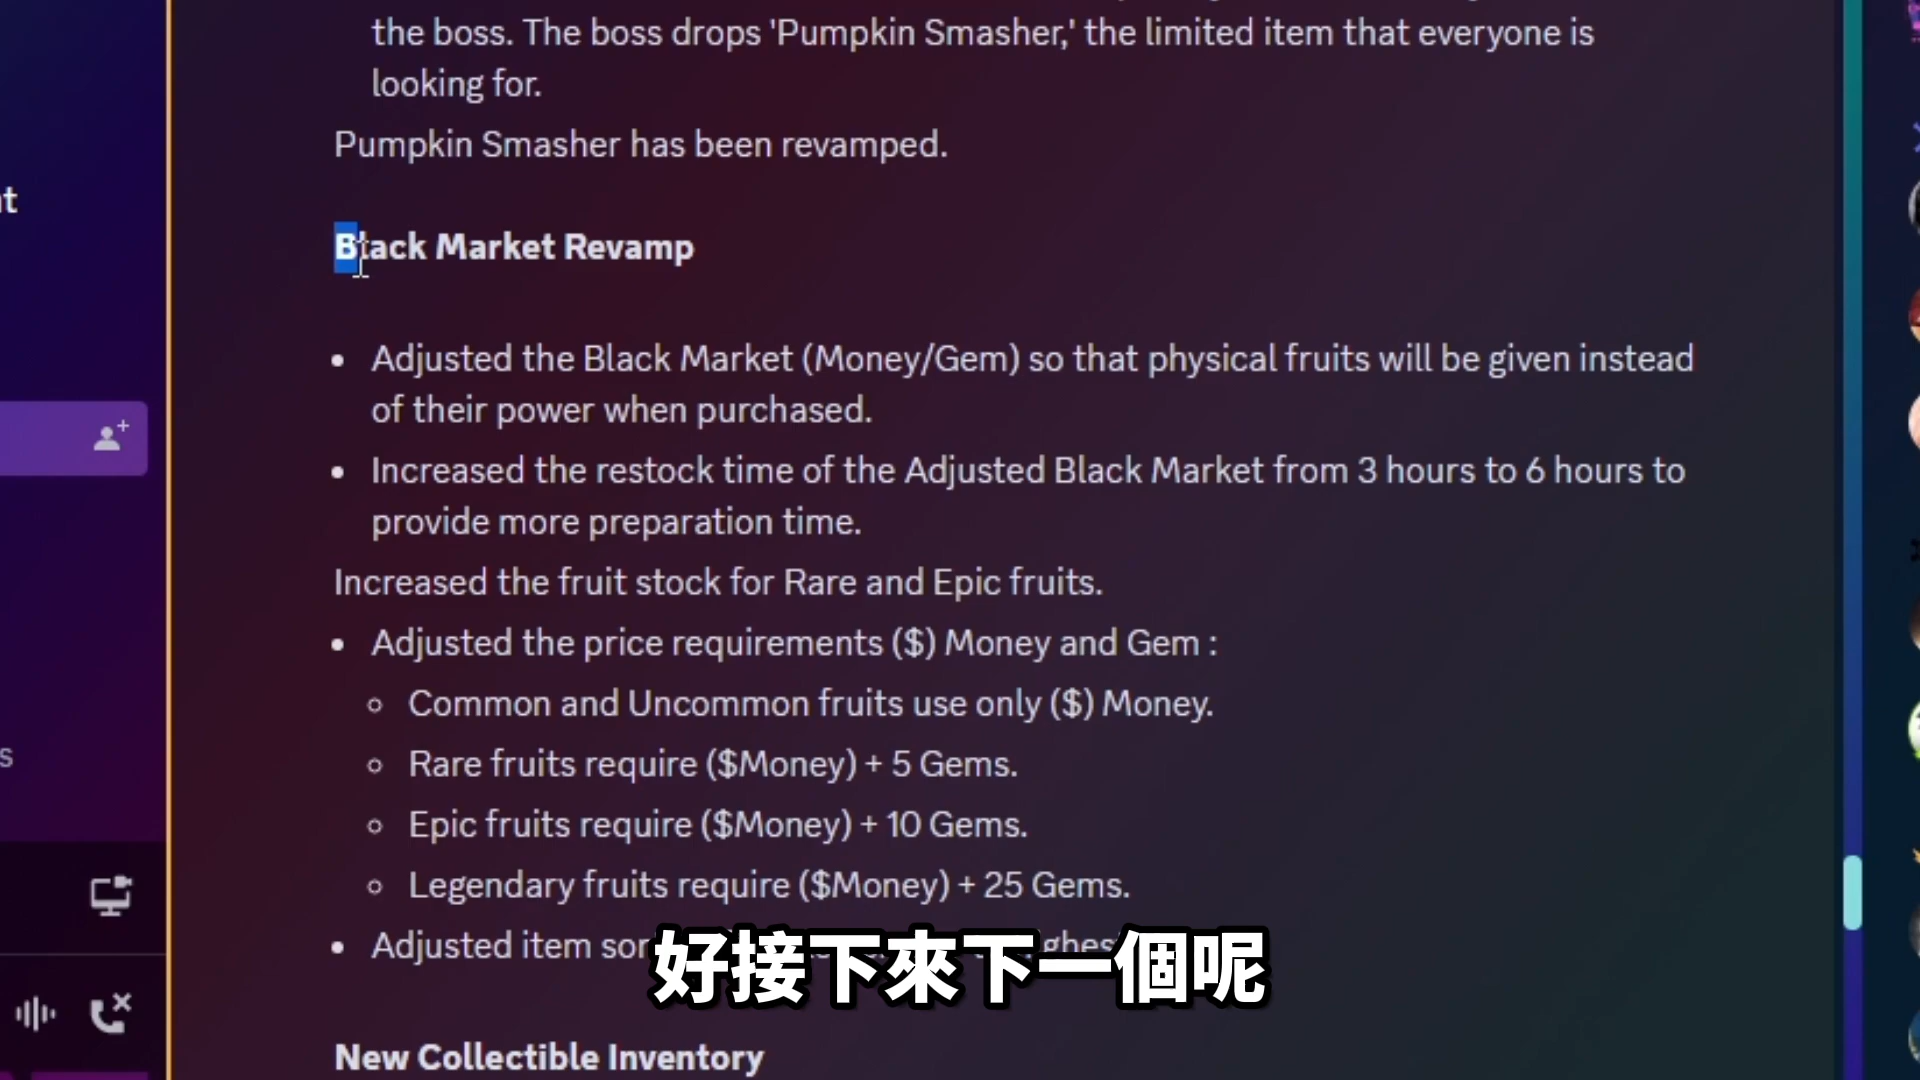 the boss. The boss drops 'Pumpkin Smasher,' the limited item that everyone is
looking for.
Pumpkin Smasher has been revamped.
Black Market Revamp
• Adjusted the Black Market (Money/Gem) so that physical fruits will be given instead
of their power when purchased.
• Increased the restock time of the Adjusted Black Market from 3 hours to 6 hours to
provide more preparation time.
Increased the fruit stock for Rare and Epic fruits.
• Adjusted the price requirements ($) Money and Gem :
◦ Common and Uncommon fruits use only ($) Money.
◦ Rare fruits require ($Money) + 5 Gems.
◦ Epic fruits require ($Money) + 10 Gems.
◦ Legendary fruits require ($Money) + 25 Gems.
• Adjusted item
好接下來下一個呢
New Collectible Inventory